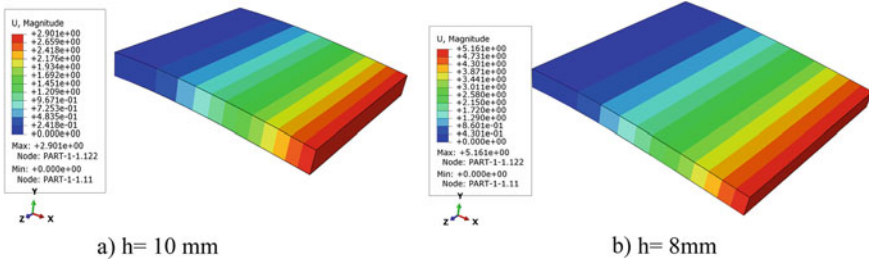 U, Magnitude
+2.901e+00
+2.659e+00
+2.418e+00
+2.176e+00
+1.934e+00
+1.692e+00
+1.451e+00
+1.209e+00
+9.671e-01
+7.253e-01
+4.835e-01
+2.418e-01
+0.000e+00
Max: +2.901e+00
Node: PART-1-1.122
Min: +0.000e+00
Node: PART-1-1.11
Y
Z X
a) h= 10 mm
U, Magnitude
+5.161e+00
+4.731e+00
+4.301e+00
+3.871e+00
+3.441e+00
+3.011e+00
+2.580e+00
+2.150e+00
+1.720e+00
+1.290e+00
+8.601e-01
+4.301e-01
+0.000e+00
Max: +5.161e+00
Node: PART-1-1.122
Min: +0.000e+00
Node: PART-1-1.11
Y
Z X
b) h= 8mm